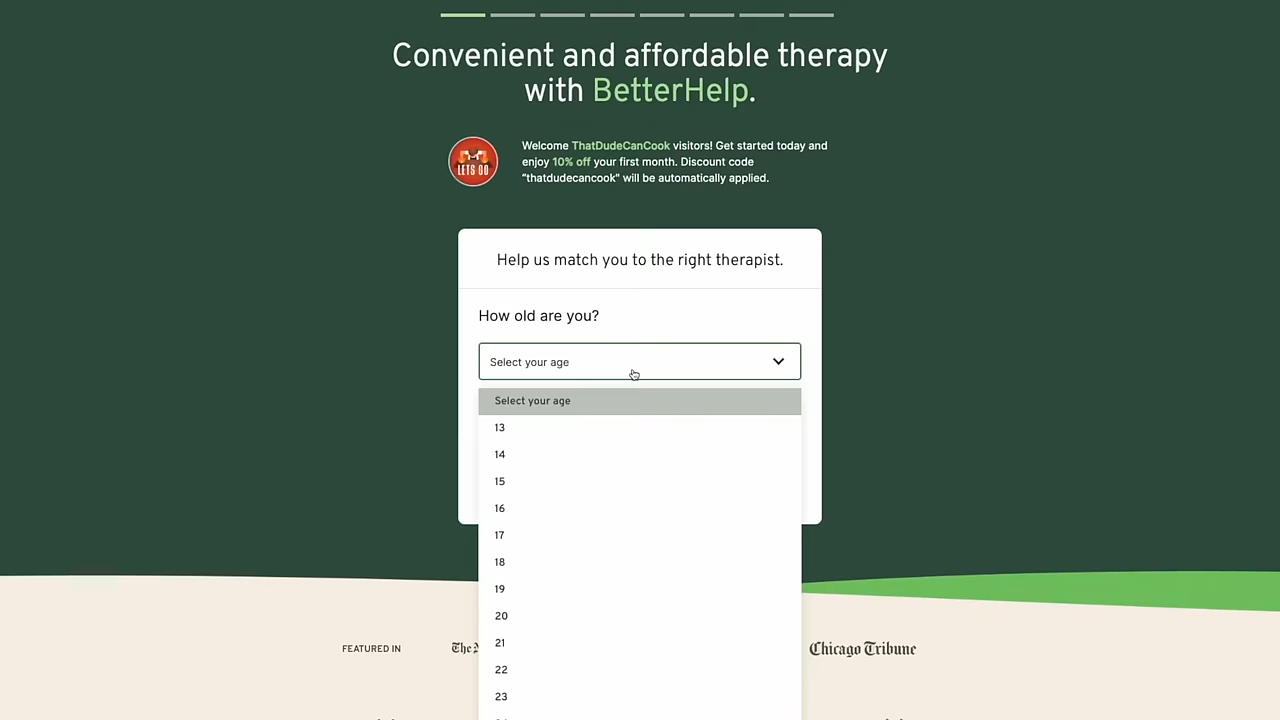 Convenient and affordable therapy
with BetterHelp.
LETS GO
Welcome ThatDudeCanCook visitors! Get started today and
enjoy 10% off your first month. Discount code
“thatdudecancook" will be automatically applied.
Help us match you to the right therapist.
How old are you?
Select your age
Select your age
13
14
15
16
17
18
19
20
21
22
23
FEATURED IN
The
Chicago Tribune